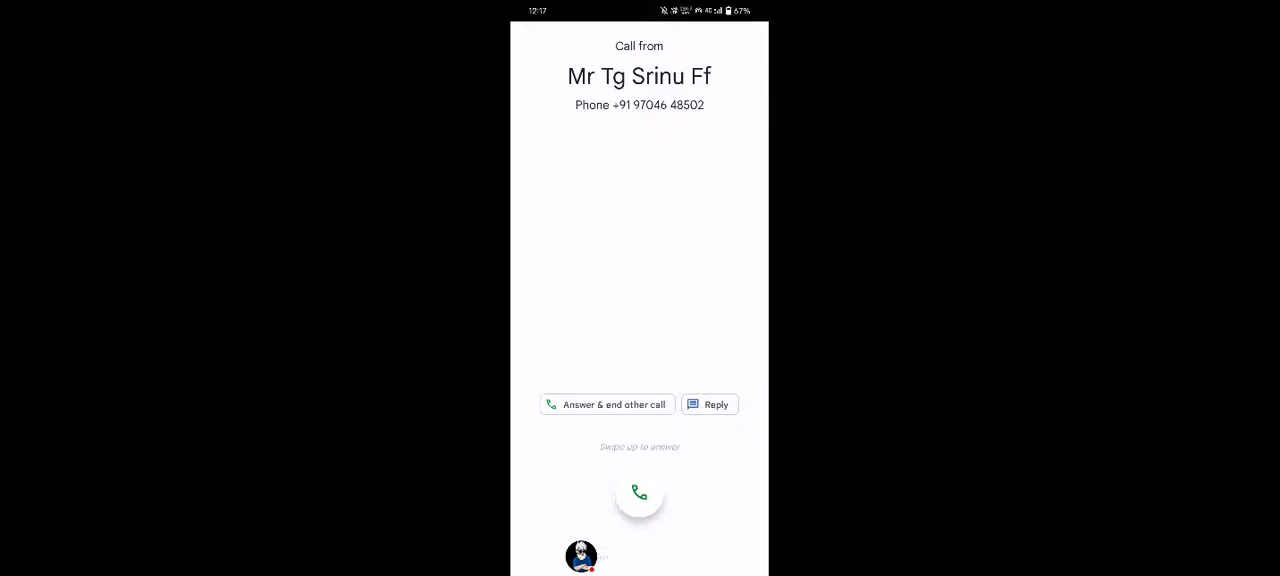 12:17
4G 67%
Call from
Mr Tg Srinu Ff
Phone +91 97046 48502
Answer & end other call
Reply
Swipe up to answer